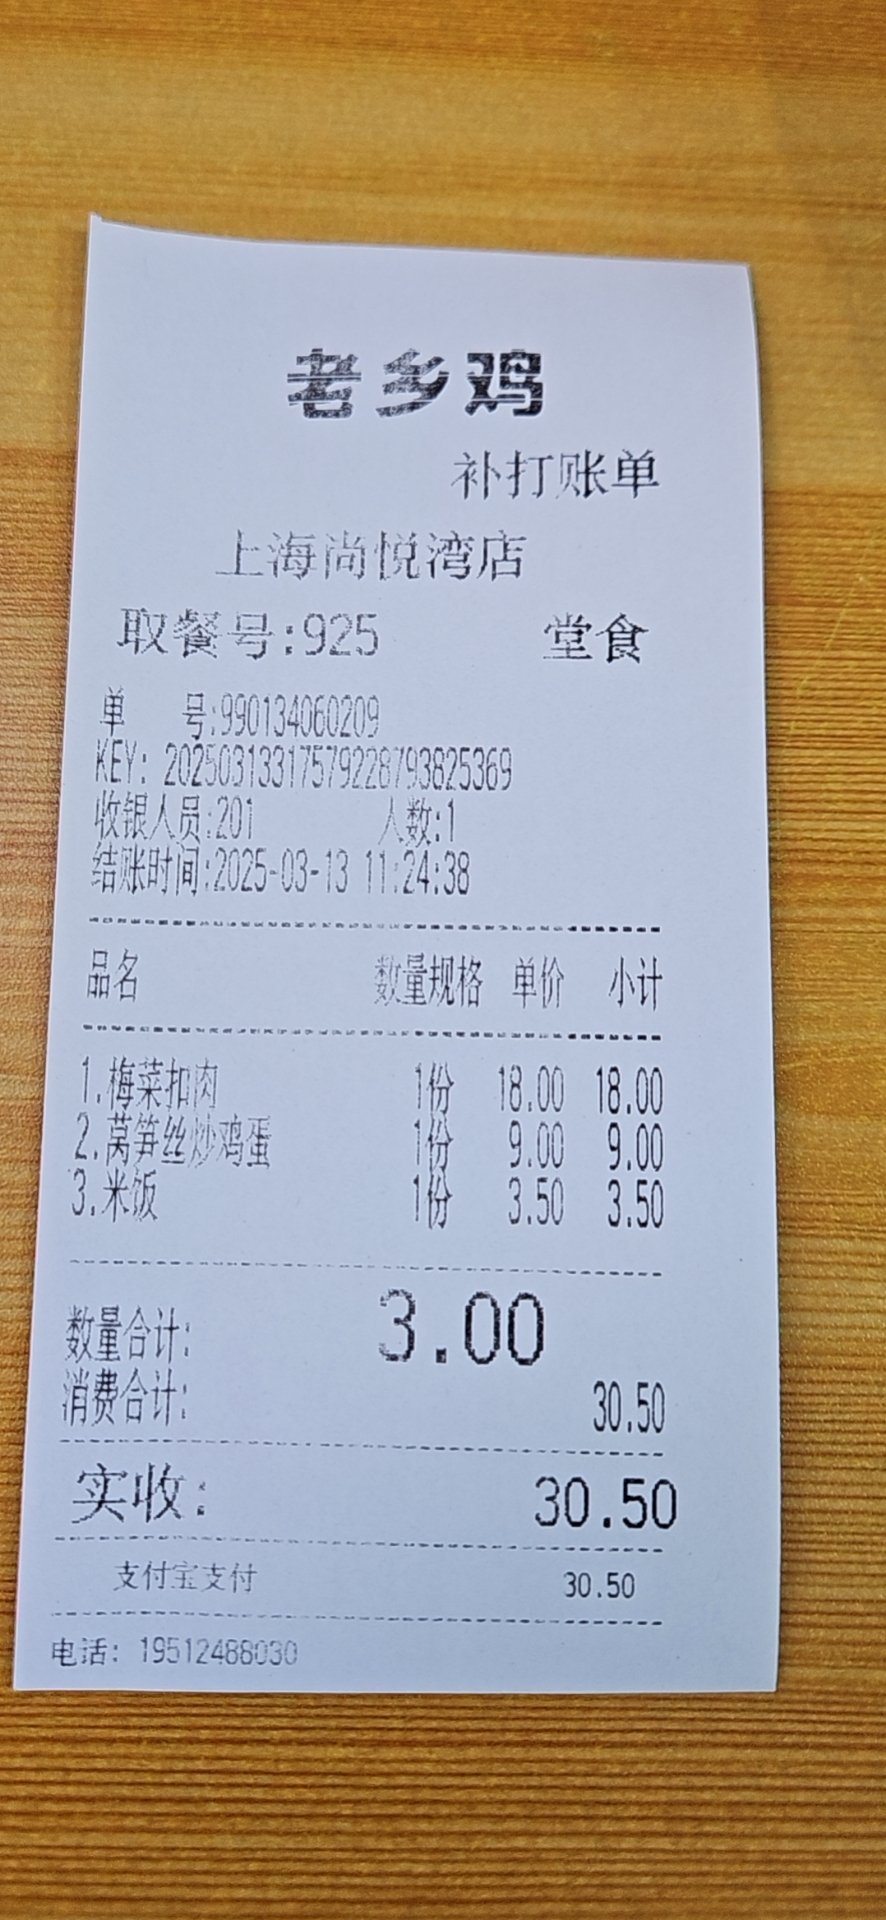 老乡鸡
补打账单
上海尚悦湾店
取餐号:925 堂食
单 号:990134060209
KEY: 20250313317579228793825369
收银人员:201 人数:1
结账时间:2025-03-13 11:24:38
品名 数量规格 单价 小计
1.梅菜扣肉 1份 18.00 18.00
2.莴笋丝炒鸡蛋 1份 9.00 9.00
3.米饭 1份 3.50 3.50
数量合计: 3.00
消费合计: 30.50
实收: 30.50
支付宝支付 30.50
电话: 19512488030